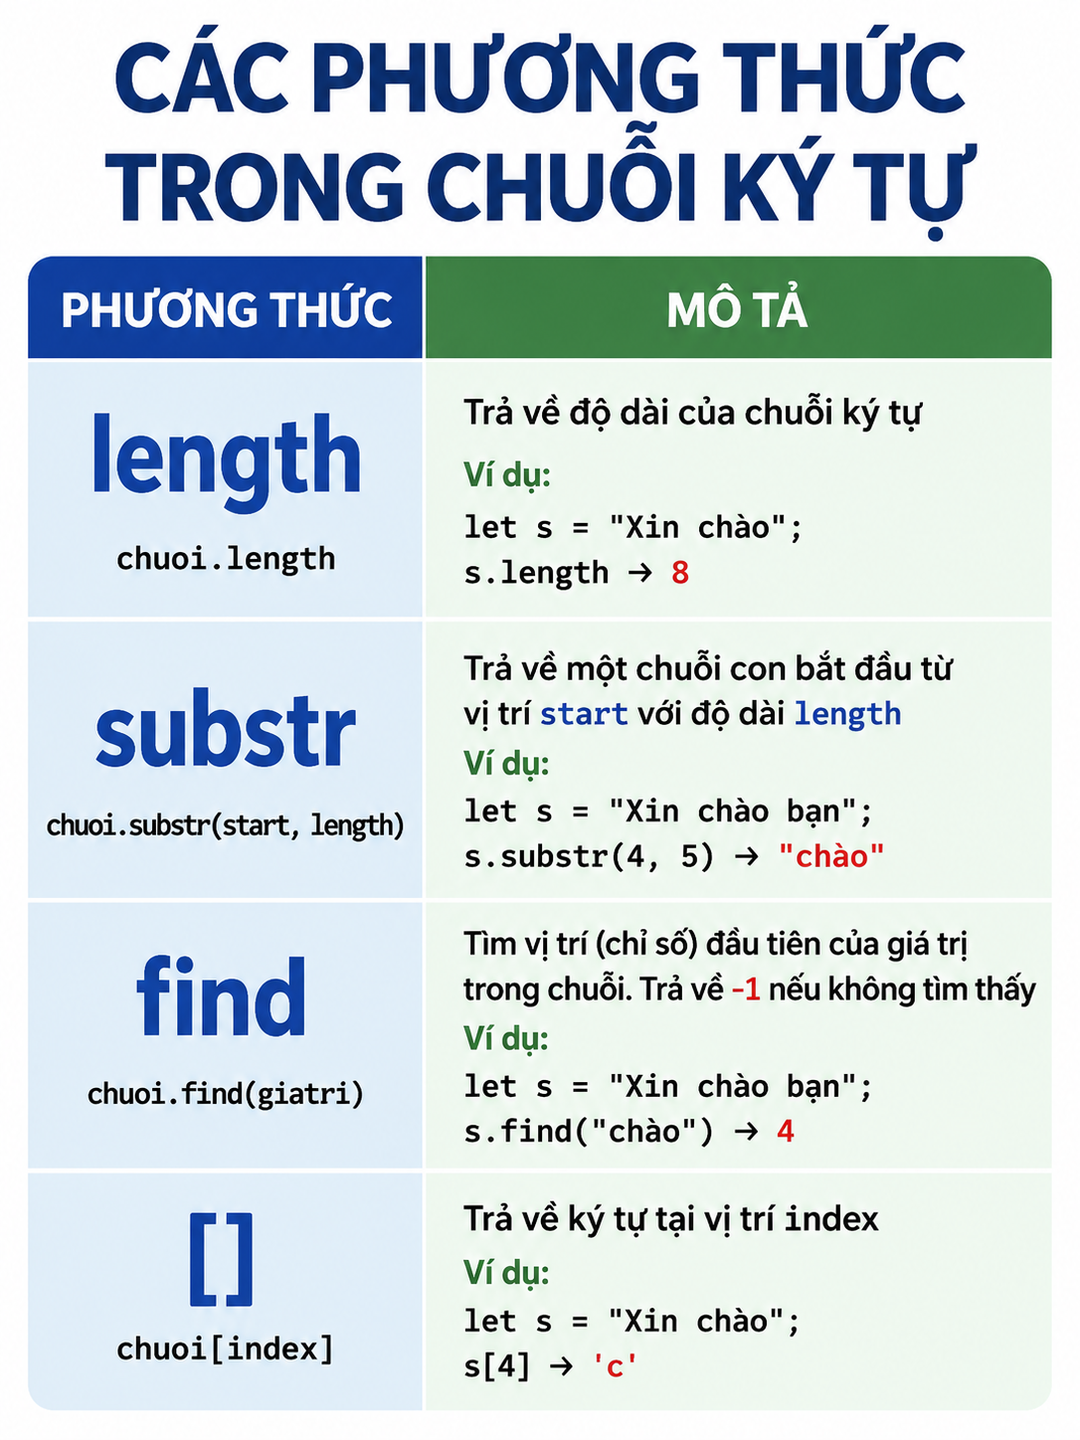 CÁC PHƯƠNG THỨC
TRONG CHUỖI KÝ TỰ
PHƯƠNG THỨC
MÔ TẢ
length
chuoi.length
Trả về độ dài của chuỗi ký tự
Ví dụ:
let s = "Xin chào";
s.length → 8
substr
chuoi.substr(start, length)
Trả về một chuỗi con bắt đầu từ
vị trí start với độ dài length
Ví dụ:
let s = "Xin chào bạn";
s.substr(4, 5) → "chào"
find
chuoi.find(giatri)
Tìm vị trí (chỉ số) đầu tiên của giá trị
trong chuỗi. Trả về -1 nếu không tìm thấy
Ví dụ:
let s = "Xin chào bạn";
s.find("chào") → 4
[]
chuoi[index]
Trả về ký tự tại vị trí index
Ví dụ:
let s = "Xin chào";
s[4] → 'c'